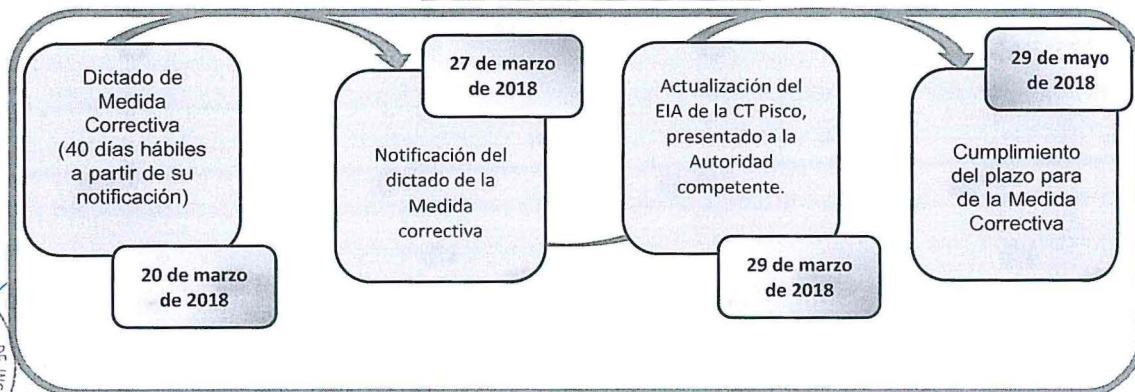 Dictado de
Medida
Correctiva
(40 días hábiles
a partir de su
notificación)
20 de marzo
de 2018
27 de marzo
de 2018
Notificación del
dictado de la
Medida
correctiva
Actualización del
EIA de la CT Pisco,
presentado a la
Autoridad
competente.
29 de marzo
de 2018
29 de mayo
de 2018
Cumplimiento
del plazo para
de la Medida
Correctiva